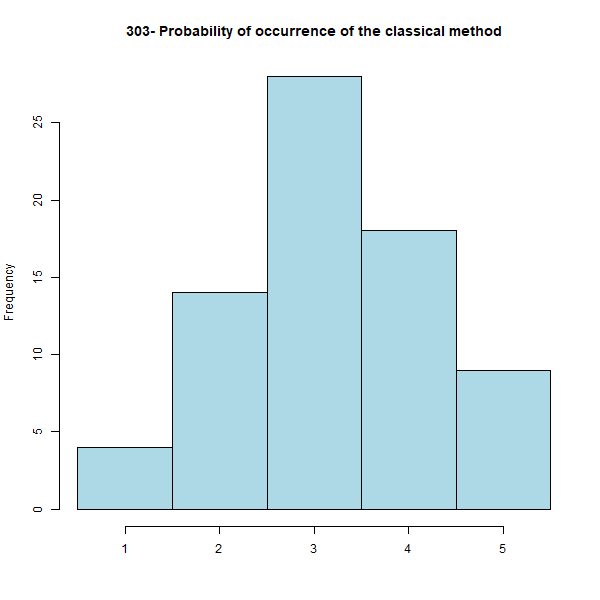 303- Probability of occurrence of the classical method
Frequency
25
20
15
10
5
0
1 2 3 4 5